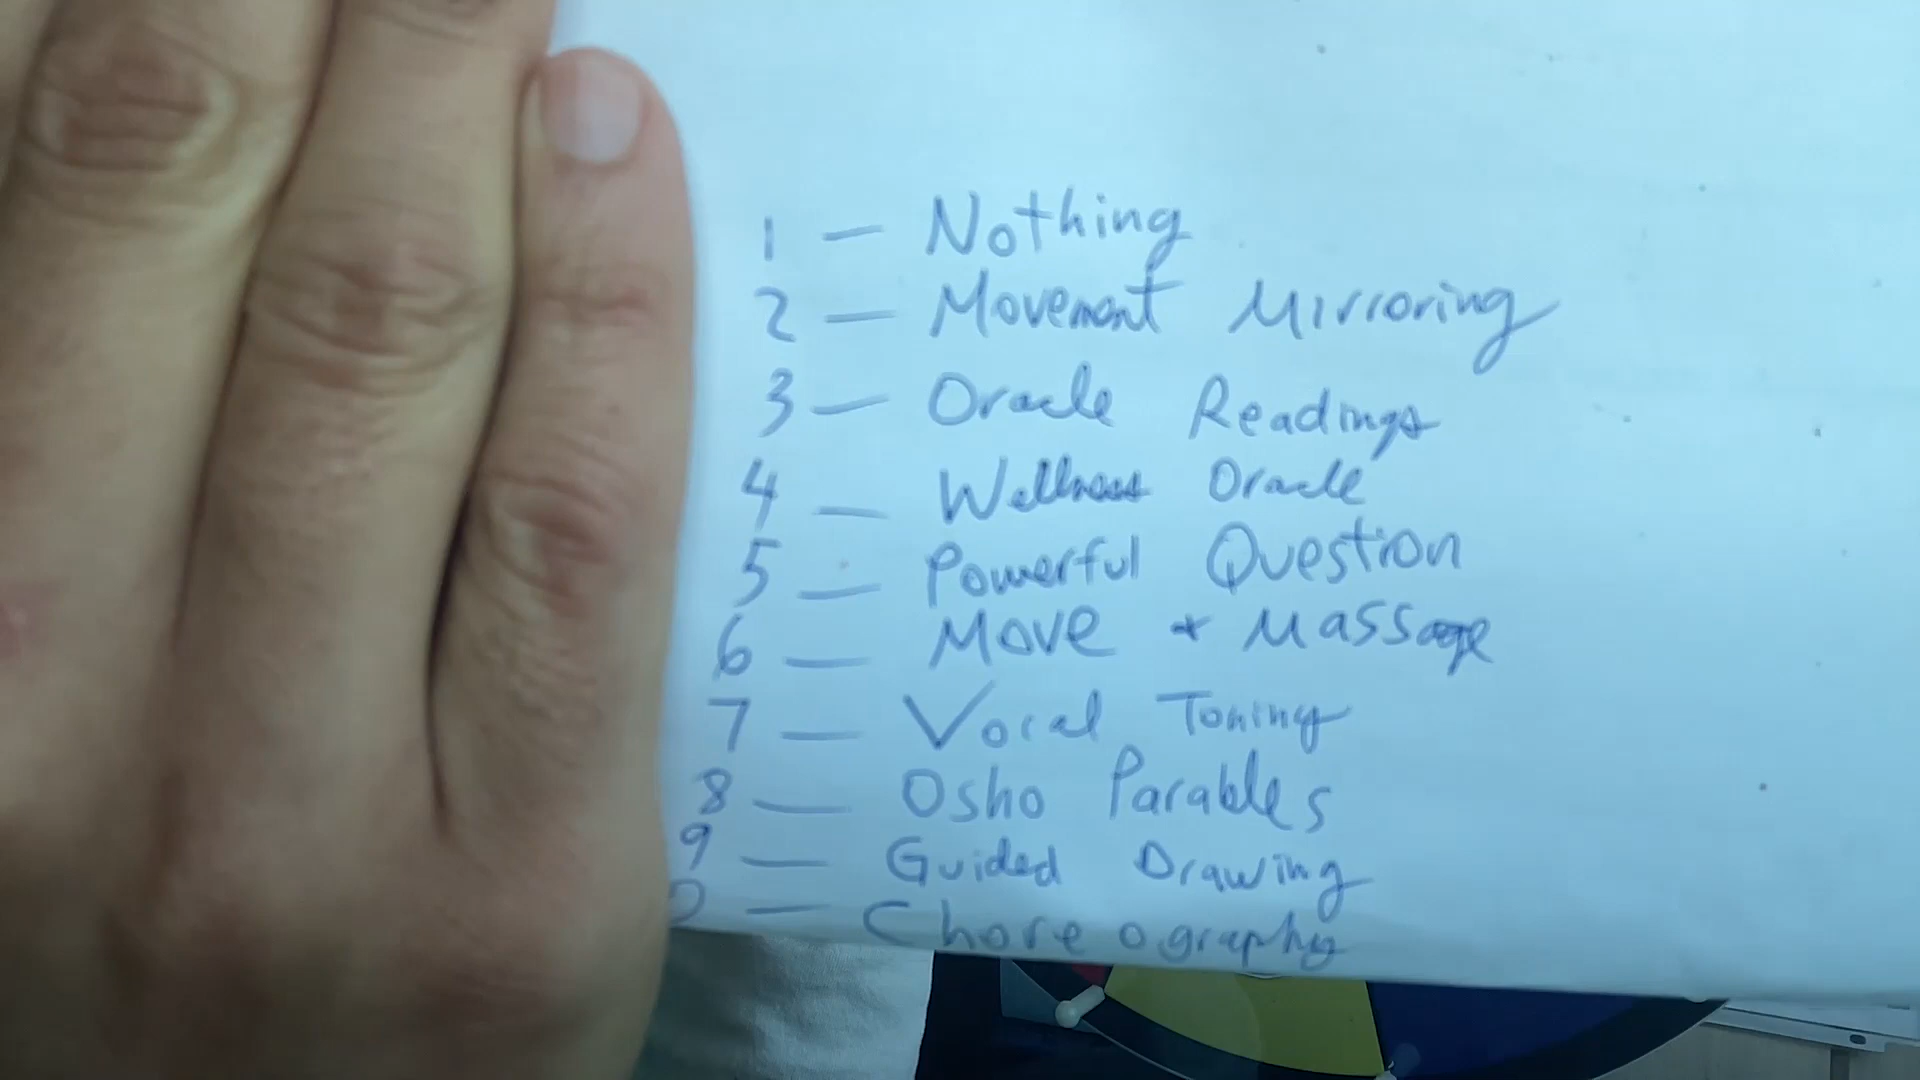 1 — Nothing
2 — Movement Mirroring
3 — Oracle Readings
4 — Wellness Oracle
5 — Powerful Question
6 — Move + Massage
7 — Vocal Toning
8 — Osho Parables
9 — Guided Drawing
0 — Choreography